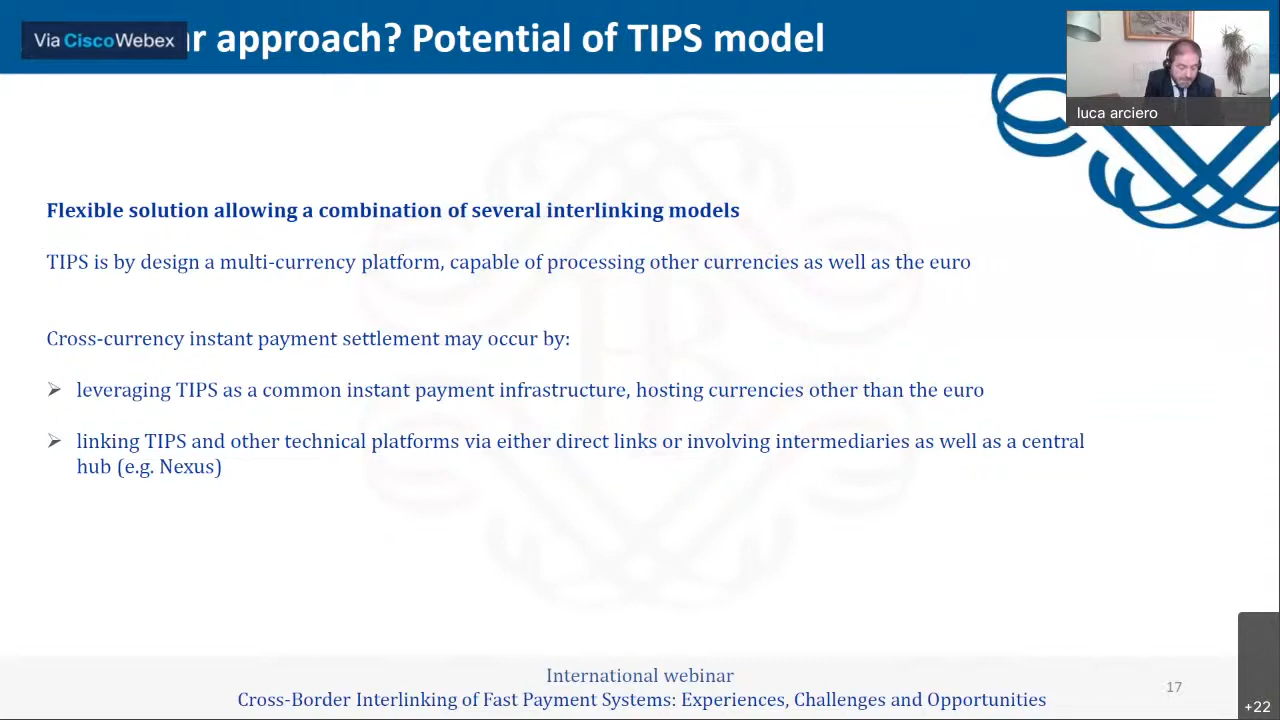 Via CiscoWebex
r approach? Potential of TIPS model
luca arciero
Flexible solution allowing a combination of several interlinking models
TIPS is by design a multi-currency platform, capable of processing other currencies as well as the euro
Cross-currency instant payment settlement may occur by:
leveraging TIPS as a common instant payment infrastructure, hosting currencies other than the euro
linking TIPS and other technical platforms via either direct links or involving intermediaries as well as a central
hub (e.g. Nexus)
International webinar
Cross-Border Interlinking of Fast Payment Systems: Experiences, Challenges and Opportunities
17
+22